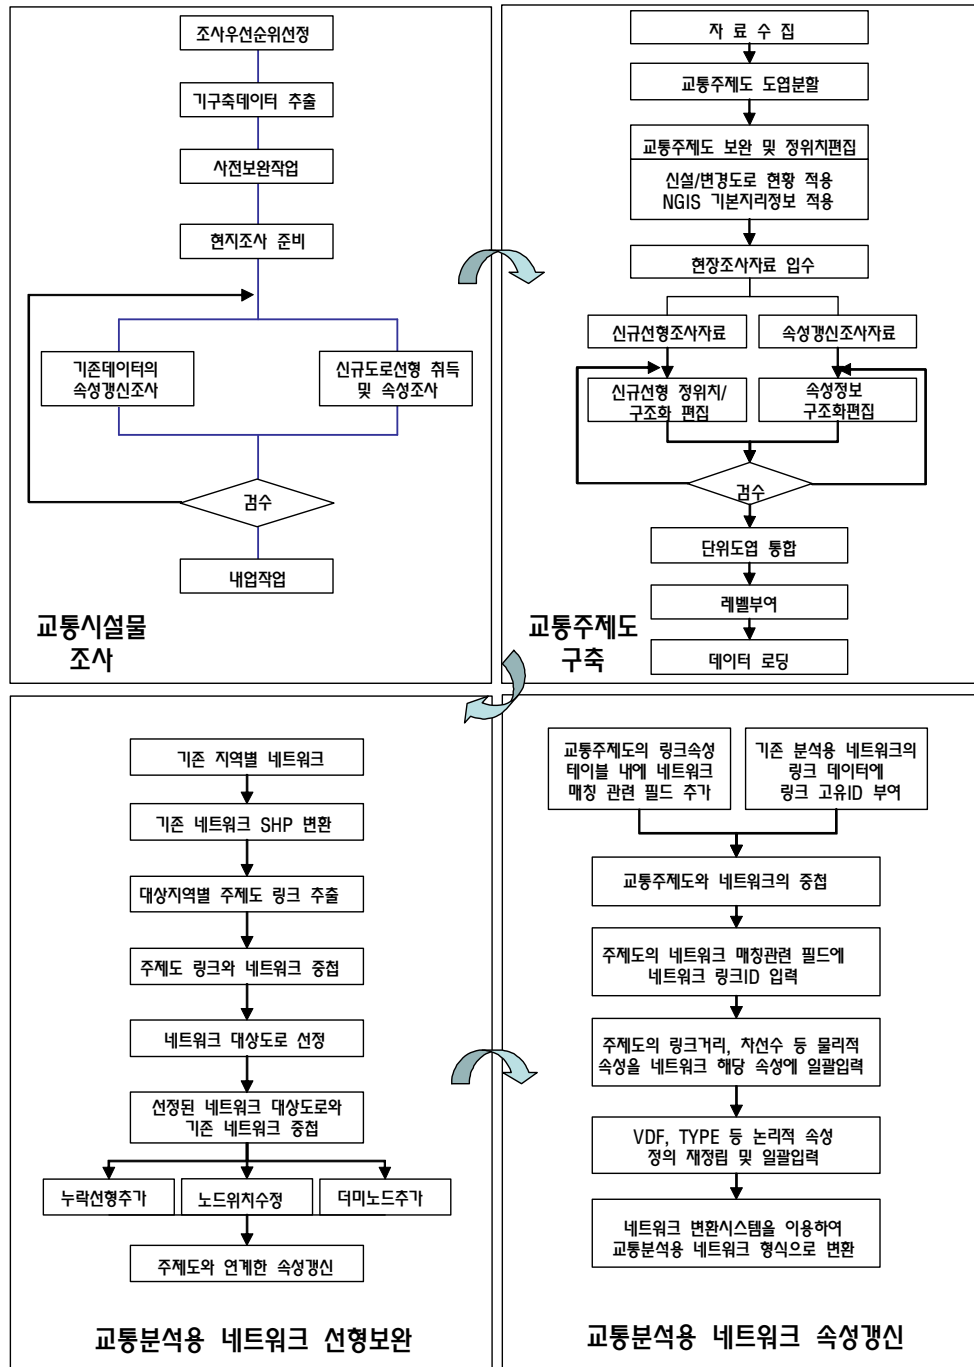 조사우선순위선정
기구축데이터 추출
사전보완작업
현지조사 준비
기존데이터의
속성갱신조사
신규도로선형 취득
및 속성조사
검수
내업작업
교통시설물
조사
자 료 수 집
교통주제도 도엽분할
교통주제도 보완 및 정위치편집
신설/변경도로 현황 적용
NGIS 기본지리정보 적용
현장조사자료 입수
신규선형조사자료
속성갱신조사자료
신규선형 정위치/
구조화 편집
속성정보
구조화편집
검수
단위도엽 통합
레벨부여
데이터 로딩
교통주제도
구축
기존 지역별 네트워크
기존 네트워크 SHP 변환
대상지역별 주제도 링크 추출
주제도 링크와 네트워크 중첩
네트워크 대상도로 선정
선정된 네트워크 대상도로와
기존 네트워크 중첩
누락선형추가
노드위치수정
더미노드추가
주제도와 연계한 속성갱신
교통분석용 네트워크 선형보완
교통주제도의 링크속성
테이블 내에 네트워크
매칭 관련 필드 추가
기존 분석용 네트워크의
링크 데이터에
링크 고유ID 부여
교통주제도와 네트워크의 중첩
주제도의 네트워크 매칭관련 필드에
네트워크 링크ID 입력
주제도의 링크거리, 차선수 등 물리적
속성을 네트워크 해당 속성에 일괄입력
VDF, TYPE 등 논리적 속성
정의 재정립 및 일괄입력
네트워크 변환시스템을 이용하여
교통분석용 네트워크 형식으로 변환
교통분석용 네트워크 속성갱신